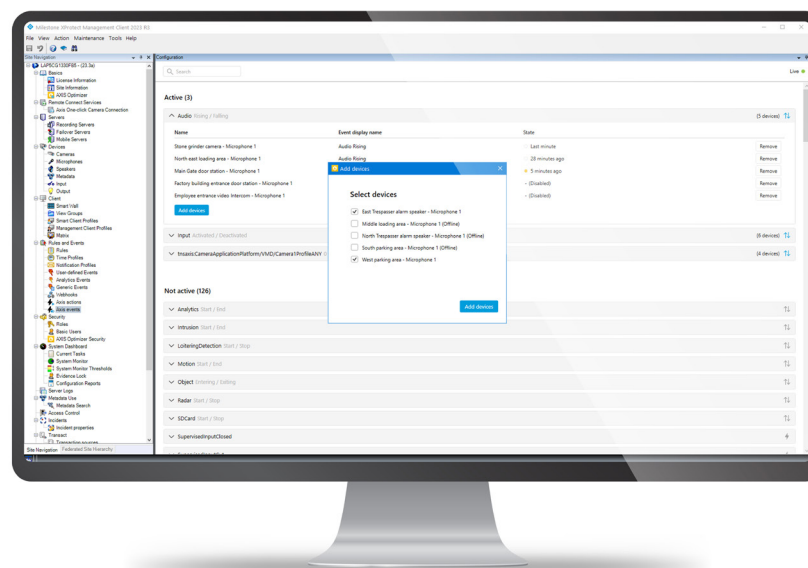 Milestone XProtect Management Client 2023 R3
File View Action Maintenance Tools Help
Site Navigation
LAP5CG1330F8S - (23.3a)
Basics
License Information
Site Information
AXIS Optimizer
Remote Connect Services
Axis One-click Camera Connection
Servers
Recording Servers
Failover Servers
Mobile Servers
Devices
Cameras
Microphones
Speakers
Metadata
Input
Output
Client
Smart Wall
View Groups
Smart Client Profiles
Management Client Profiles
Matrix
Rules and Events
Rules
Time Profiles
Notification Profiles
User-defined Events
Analytics Events
Generic Events
Webhooks
Axis actions
Axis events
Security
Roles
Basic Users
AXIS Optimizer Security
System Dashboard
Current Tasks
System Monitor
System Monitor Thresholds
Evidence Lock
Configuration Reports
Server Logs
Metadata Use
Metadata Search
Access Control
Incidents
Incident properties
Transact
Transaction sources
Site Navigation Federated Site Hierarchy
Configuration
Search
Live
Active (3)
Audio Rising / Falling (5 devices)
Name Event display name State
Stone grinder camera - Microphone 1 Audio Rising Last minute Remove
North east loading area - Microphone 1 Audio Rising 28 minutes ago Remove
Main Gate door station - Microphone 1 5 minutes ago Remove
Factory building entrance door station - Microphone 1 - (Disabled) Remove
Employee entrance video Intercom - Microphone 1 - (Disabled) Remove
Add devices
Input Activated / Deactivated (6 devices)
tnsaxis:CameraApplicationPlatform/VMD/Camera1ProfileANY (4 devices)
Add devices
Select devices
East Trespasser alarm speaker - Microphone 1
Middle loading area - Microphone 1 (Offline)
North Trespasser alarm speaker - Microphone 1 (Offline)
South parking area - Microphone 1 (Offline)
West parking area - Microphone 1
Add devices
Not active (126)
Analytics Start / End
Intrusion Start / End
LoiteringDetection Start / Stop
Motion Start / End
Object Entering / Exiting
Radar Start / Stop
SDCard Start / Stop
SupervisedInputClosed